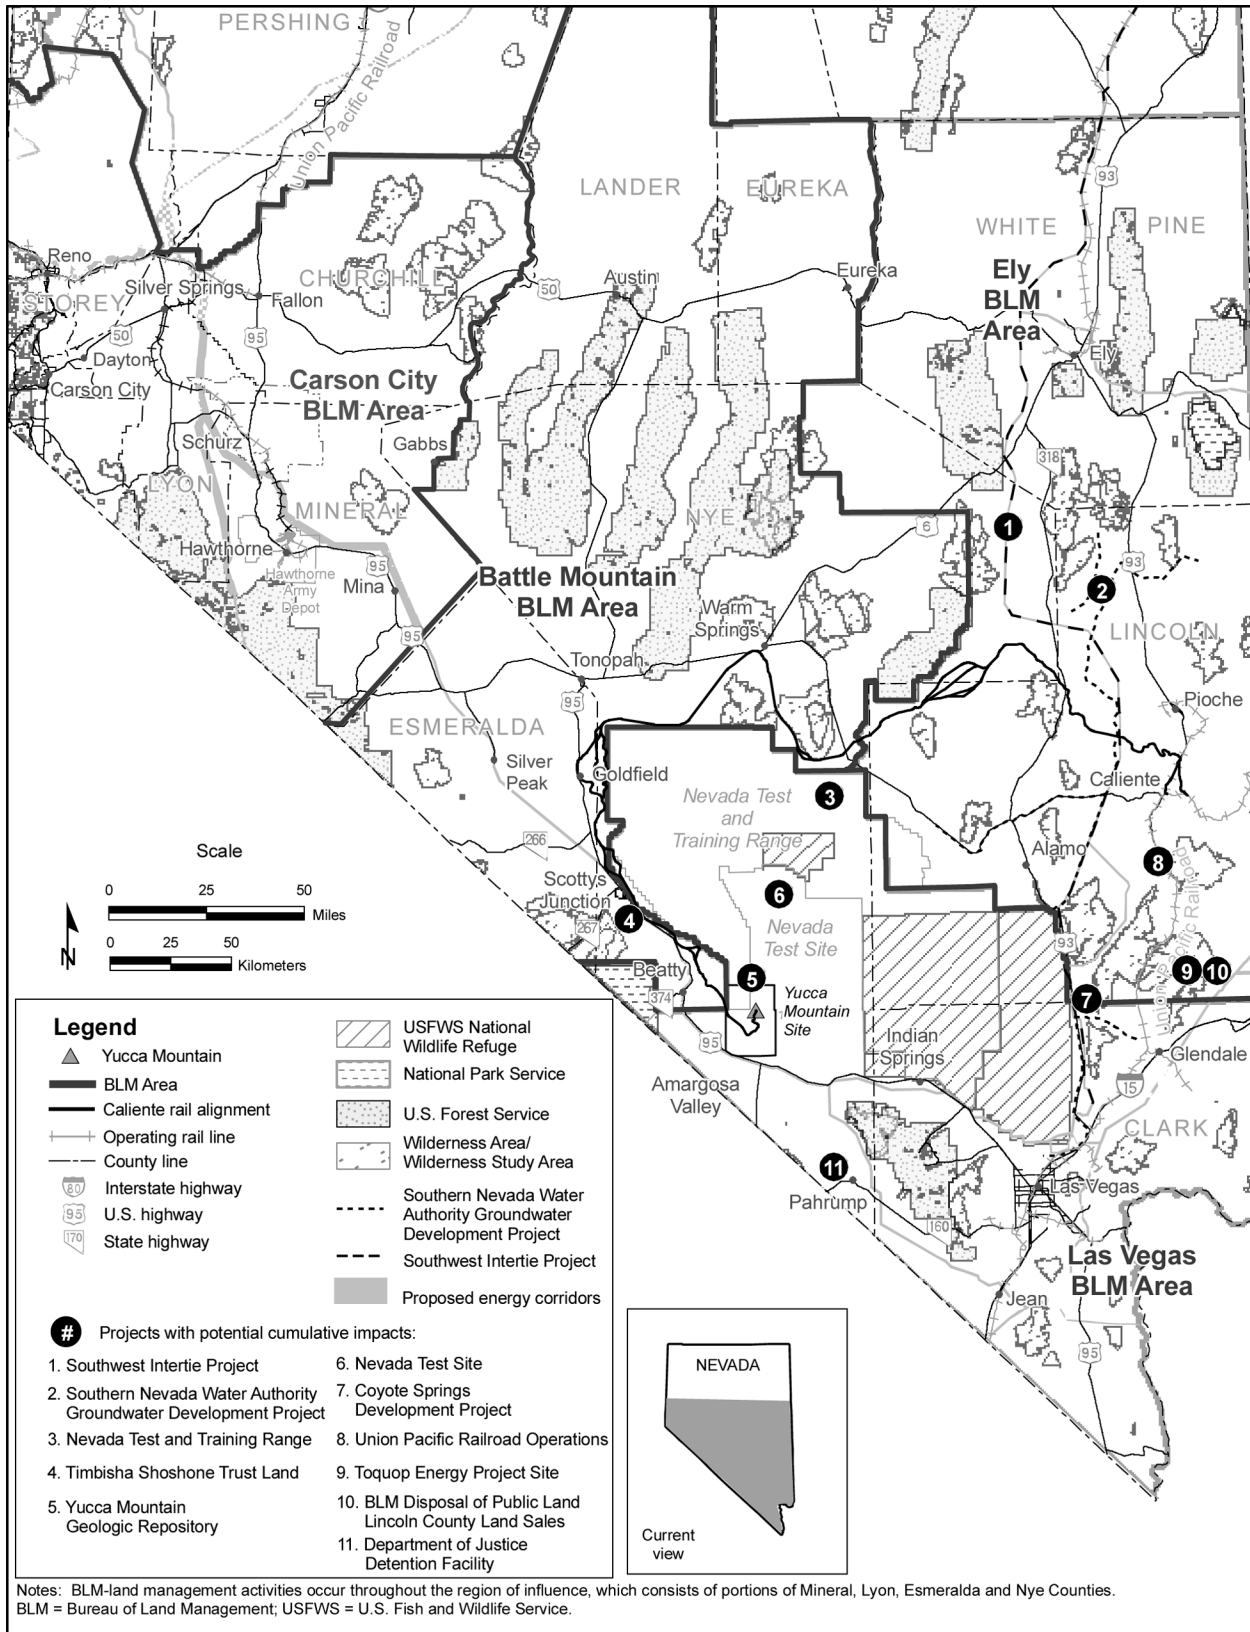 PERSHING
Union Pacific Railroad
LANDER
EUREKA
93
WHITE
PINE
Reno
STOREY
Silver Springs
CHURCHILL
Fallon
50
Austin
Eureka
Ely
BLM
Area
50
95
Dayton
Carson City
Carson City
BLM Area
Ely
Schurz
Gabbs
318
LYON
MINERAL
NYE
6
1
Hawthorne
Hawthorne
Army
Depot
95
Mina
Battle Mountain
BLM Area
93
2
Warm
Springs
LINCOLN
95
Tonopah
95
Pioche
ESMERALDA
Silver
Peak
Goldfield
Nevada Test
and
Training Range
3
Caliente
266
Alamo
8
Union Pacific Railroad
Scale
0 25 50
Miles
0 25 50
Kilometers
N
Scottys
Junction
4
267
6
Nevada
Test Site
93
9
10
Beatty
374
5
Yucca
Mountain
Site
7
95
Indian
Springs
Glendale
15
Amargosa
Valley
CLARK
11
Pahrump
Las Vegas
160
Las Vegas
BLM Area
Jean
95
Legend
Yucca Mountain
BLM Area
Caliente rail alignment
Operating rail line
County line
80 Interstate highway
95 U.S. highway
170 State highway
USFWS National
Wildlife Refuge
National Park Service
U.S. Forest Service
Wilderness Area/
Wilderness Study Area
Southern Nevada Water
Authority Groundwater
Development Project
Southwest Intertie Project
Proposed energy corridors
# Projects with potential cumulative impacts:
1. Southwest Intertie Project
2. Southern Nevada Water Authority
Groundwater Development Project
3. Nevada Test and Training Range
4. Timbisha Shoshone Trust Land
5. Yucca Mountain
Geologic Repository
6. Nevada Test Site
7. Coyote Springs
Development Project
8. Union Pacific Railroad Operations
9. Toquop Energy Project Site
10. BLM Disposal of Public Land
Lincoln County Land Sales
11. Department of Justice
Detention Facility
NEVADA
Current
view
Notes: BLM-land management activities occur throughout the region of influence, which consists of portions of Mineral, Lyon, Esmeralda and Nye Counties.
BLM = Bureau of Land Management; USFWS = U.S. Fish and Wildlife Service.